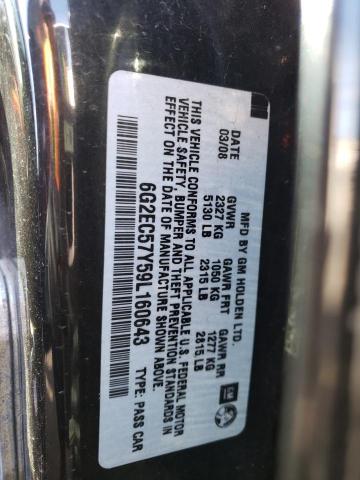 MFD BY GM HOLDEN LTD.
DATE GVWR GAWR FRT GAWR RR
03/08 2327 KG 1050 KG 1277 KG
5130 LB 2315 LB 2815 LB
THIS VEHICLE CONFORMS TO ALL APPLICABLE U.S. FEDERAL MOTOR
VEHICLE SAFETY, BUMPER AND THEFT PREVENTION STANDARDS IN
EFFECT ON THE DATE OF MANUFACTURE SHOWN ABOVE.
6G2EC57Y59L160643 TYPE: PASS CAR
GM